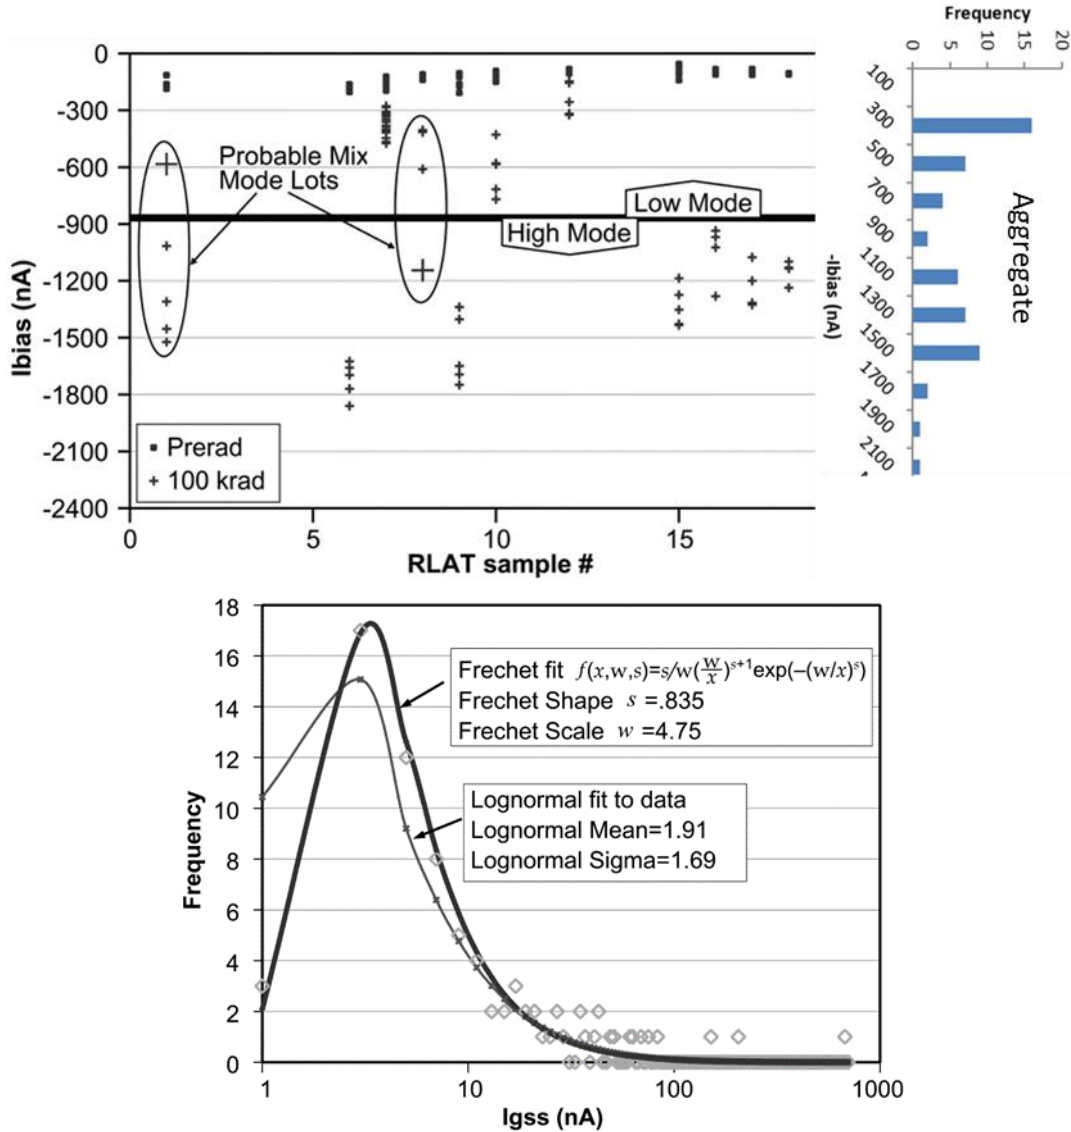 0
-300
-600
-900
-1200
-1500
-1800
-2100
-2400
Ibias (nA)
0
5
10
15
RLAT sample #
Probable Mix
Mode Lots
Low Mode
High Mode
Prerad
100 krad
Frequency
0
5
10
15
20
100
300
500
700
900
1100
1300
1500
1700
1900
2100
-Ibias (nA)
Aggregate
18
16
14
12
10
8
6
4
2
0
Frequency
Frechet fit f(x,w,s)=s/w(w/x)^{s+1}exp(−(w/x)^s)
Frechet Shape s =.835
Frechet Scale w =4.75
Lognormal fit to data
Lognormal Mean=1.91
Lognormal Sigma=1.69
1
10
100
1000
Igss (nA)